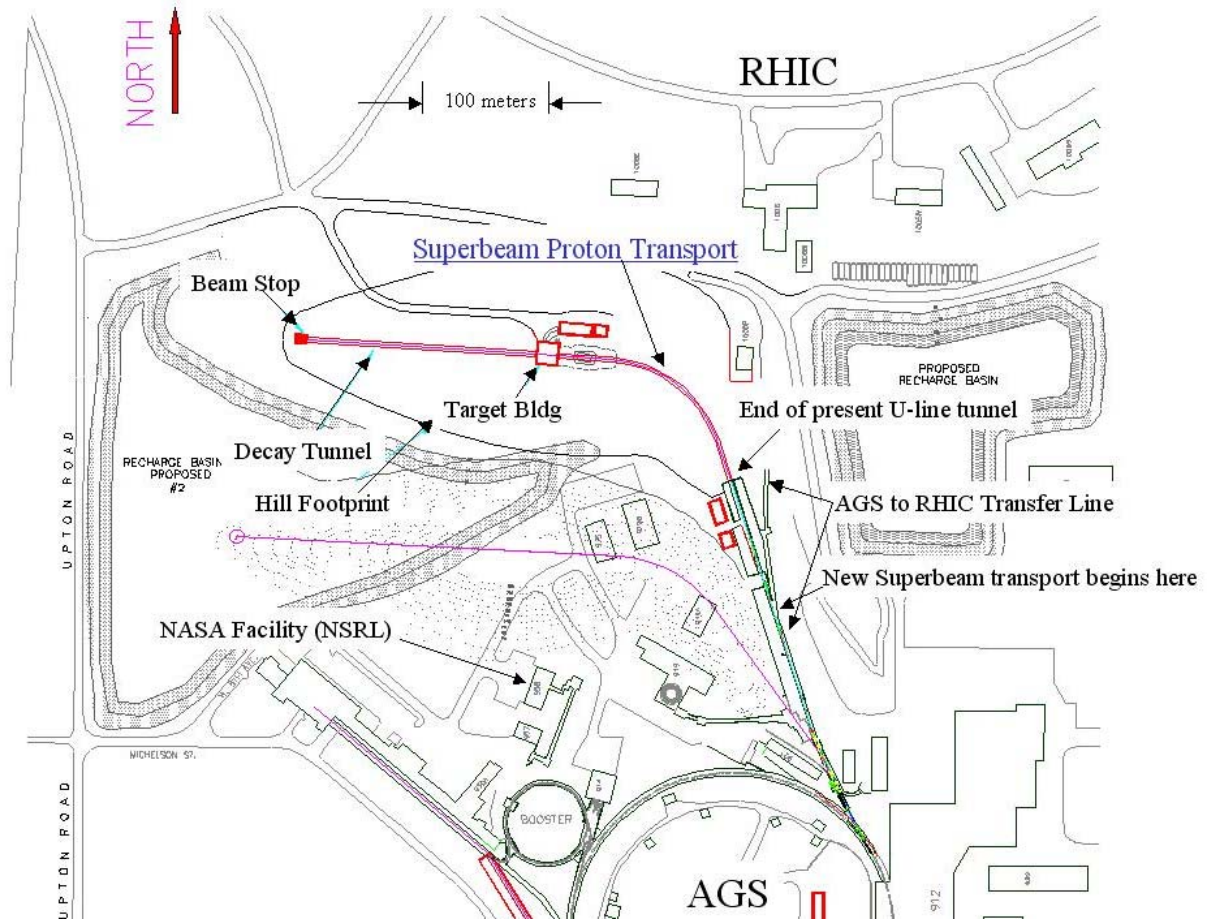 NORTH
RHIC
100 meters
Superbeam Proton Transport
Beam Stop
PROPOSED
RECHARGE BASIN
Target Bldg
End of present U-line tunnel
Decay Tunnel
RECHARGE BASIN
PROPOSED
#2
UPTON ROAD
Hill Footprint
AGS to RHIC Transfer Line
New Superbeam transport begins here
NASA Facility (NSRL)
919
958
MICHELSON ST.
UPTON ROAD
BOOSTER
AGS
912